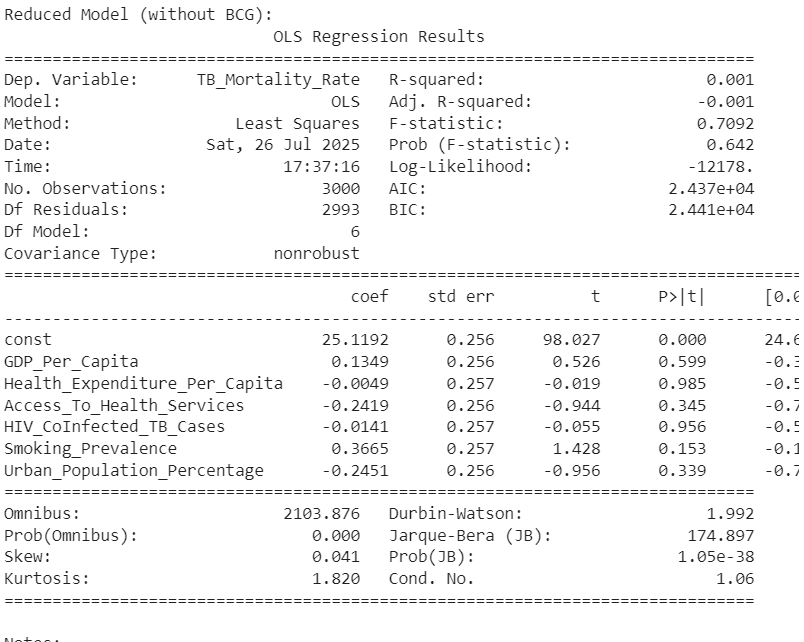 Reduced Model (without BCG):
OLS Regression Results
==============================================================================
Dep. Variable: TB_Mortality_Rate R-squared: 0.001
Model: OLS Adj. R-squared: -0.001
Method: Least Squares F-statistic: 0.7092
Date: Sat, 26 Jul 2025 Prob (F-statistic): 0.642
Time: 17:37:16 Log-Likelihood: -12178.
No. Observations: 3000 AIC: 2.437e+04
Df Residuals: 2993 BIC: 2.441e+04
Df Model: 6
Covariance Type: nonrobust
==============================================================================
coef std err t P>|t| [0.0
------------------------------------------------------------------------------
const 25.1192 0.256 98.027 0.000 24.6
GDP_Per_Capita 0.1349 0.256 0.526 0.599 -0.3
Health_Expenditure_Per_Capita -0.0049 0.257 -0.019 0.985 -0.5
Access_To_Health_Services -0.2419 0.256 -0.944 0.345 -0.7
HIV_CoInfected_TB_Cases -0.0141 0.257 -0.055 0.956 -0.5
Smoking_Prevalence 0.3665 0.257 1.428 0.153 -0.1
Urban_Population_Percentage -0.2451 0.256 -0.956 0.339 -0.7
==============================================================================
Omnibus: 2103.876 Durbin-Watson: 1.992
Prob(Omnibus): 0.000 Jarque-Bera (JB): 174.897
Skew: 0.041 Prob(JB): 1.05e-38
Kurtosis: 1.820 Cond. No. 1.06
==============================================================================
Notes: